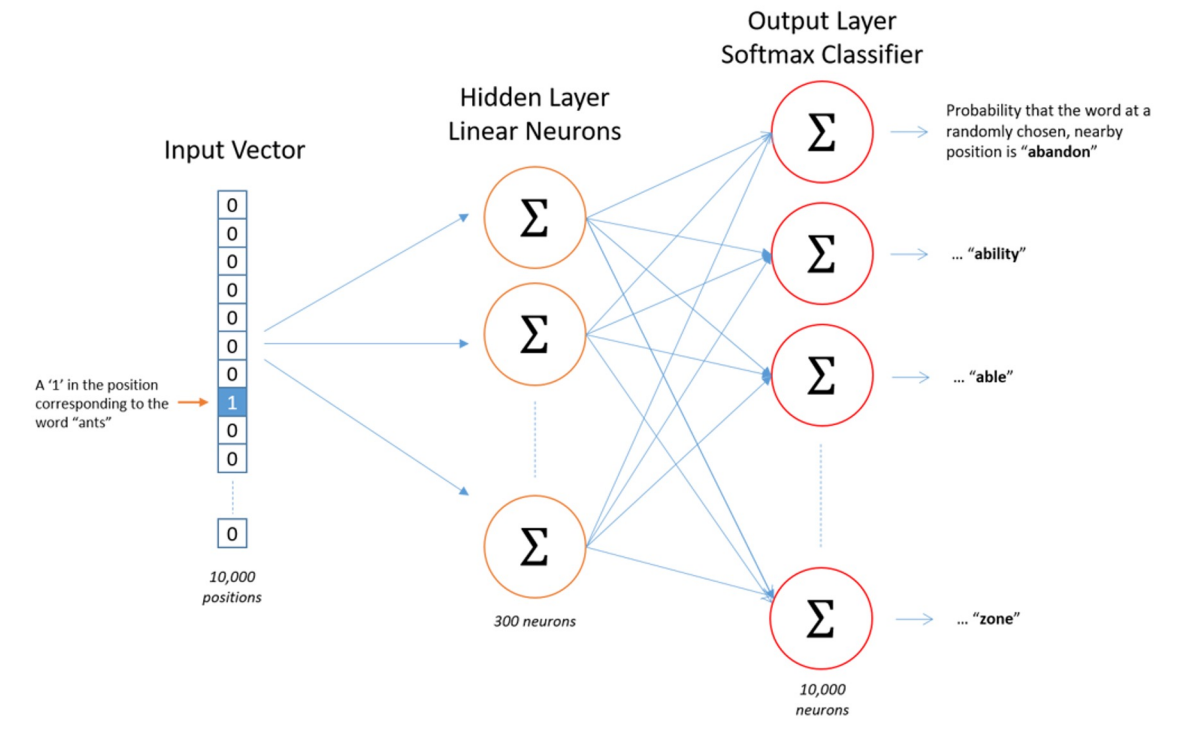 Output Layer
Softmax Classifier
Hidden Layer
Linear Neurons
Input Vector
0
0
0
0
0
0
0
1
0
0
0
A ‘1’ in the position
corresponding to the
word “ants”
10,000
positions
Σ
Σ
Σ
300 neurons
Σ
Σ
Σ
Σ
10,000
neurons
Probability that the word at a
randomly chosen, nearby
position is “abandon”
... “ability”
... “able”
... “zone”